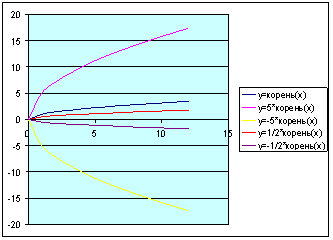 20
15
10
5
0
-5
-10
-15
-20
0
5
10
15
y=корень(x)
y=5*корень(x)
y=-5*корень(x)
y=1/2*корень(x)
y=-1/2*корень(x)